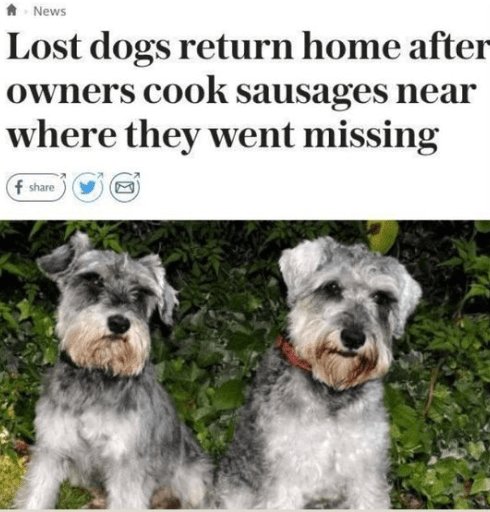 News
Lost dogs return home after
owners cook sausages near
where they went missing
f share